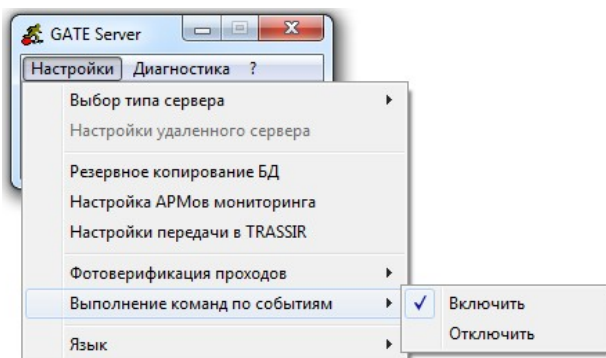 GATE Server
Настройки Диагностика ?
Выбор типа сервера
Настройки удаленного сервера
Резервное копирование БД
Настройка АРМов мониторинга
Настройки передачи в TRASSIR
Фотоверификация проходов
Выполнение команд по событиям
Включить
Отключить
Язык